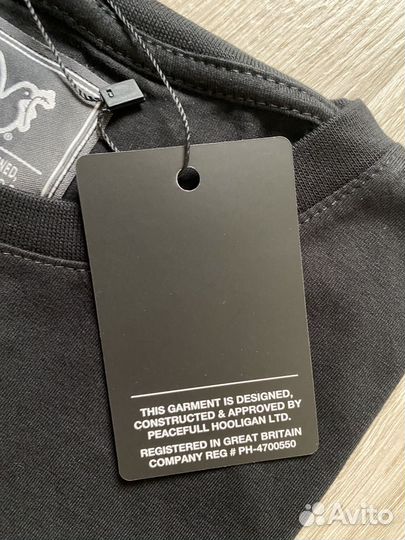 THIS GARMENT IS DESIGNED,
CONSTRUCTED & APPROVED BY
PEACEFULL HOOLIGAN LTD.
REGISTERED IN GREAT BRITAIN
COMPANY REG # PH-4700550
®
Avito